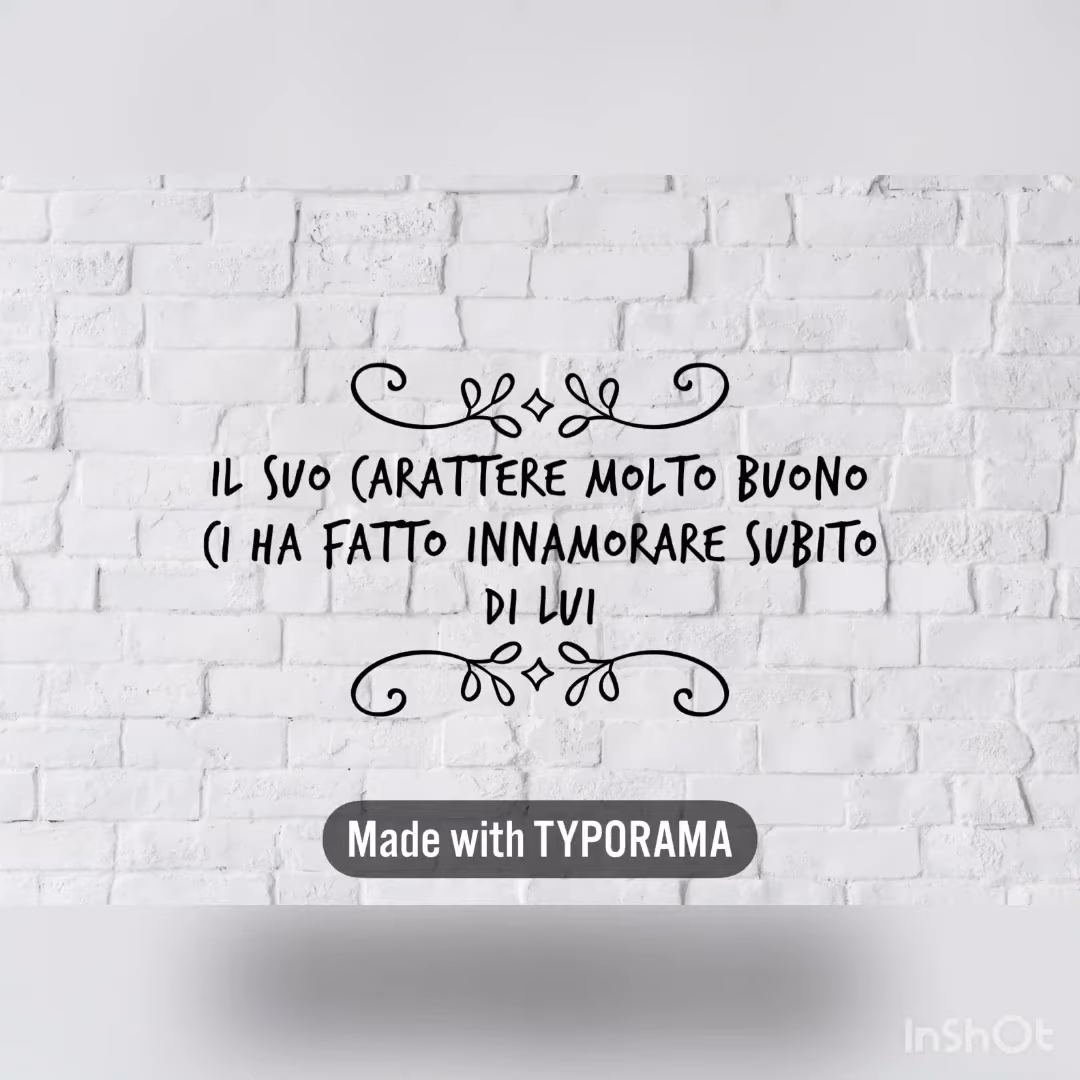 IL SUO CARATTERE MOLTO BUONO
CI HA FATTO INNAMORARE SUBITO
DI LUI
Made with TYPORAMA
InShOt